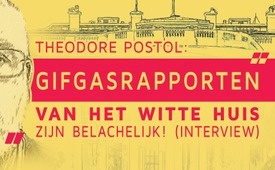 THEODORE POSTOL:
"GIFGASRAPPORTEN
VAN HET WITTE HUIS
ZIJN BELACHELIJK! (INTERVIEW)"